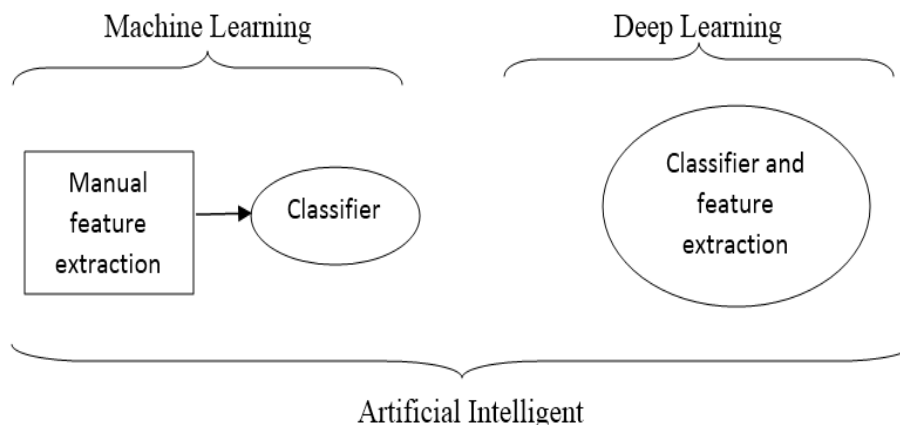 Machine Learning
Deep Learning
Manual
feature
extraction
Classifier
Classifier and
feature
extraction
Artificial Intelligent